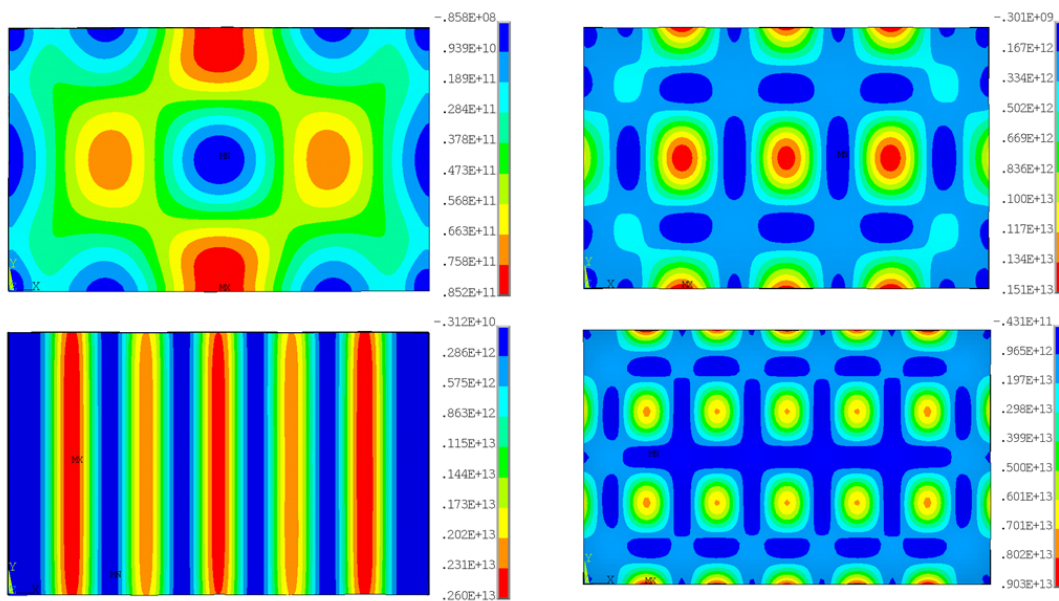 -.858E+08
.939E+10
.189E+11
.284E+11
.378E+11
.473E+11
.568E+11
.663E+11
.758E+11
.852E+11
MN
MX
Y
X
-.301E+09
.167E+12
.334E+12
.502E+12
.669E+12
.836E+12
.100E+13
.117E+13
.134E+13
.151E+13
MN
MX
Y
X
-.312E+10
.286E+12
.575E+12
.863E+12
.115E+13
.144E+13
.173E+13
.202E+13
.231E+13
.260E+13
MX
MN
Y
X
-.431E+11
.965E+12
.197E+13
.298E+13
.399E+13
.500E+13
.601E+13
.701E+13
.802E+13
.903E+13
MN
MX
Y
X